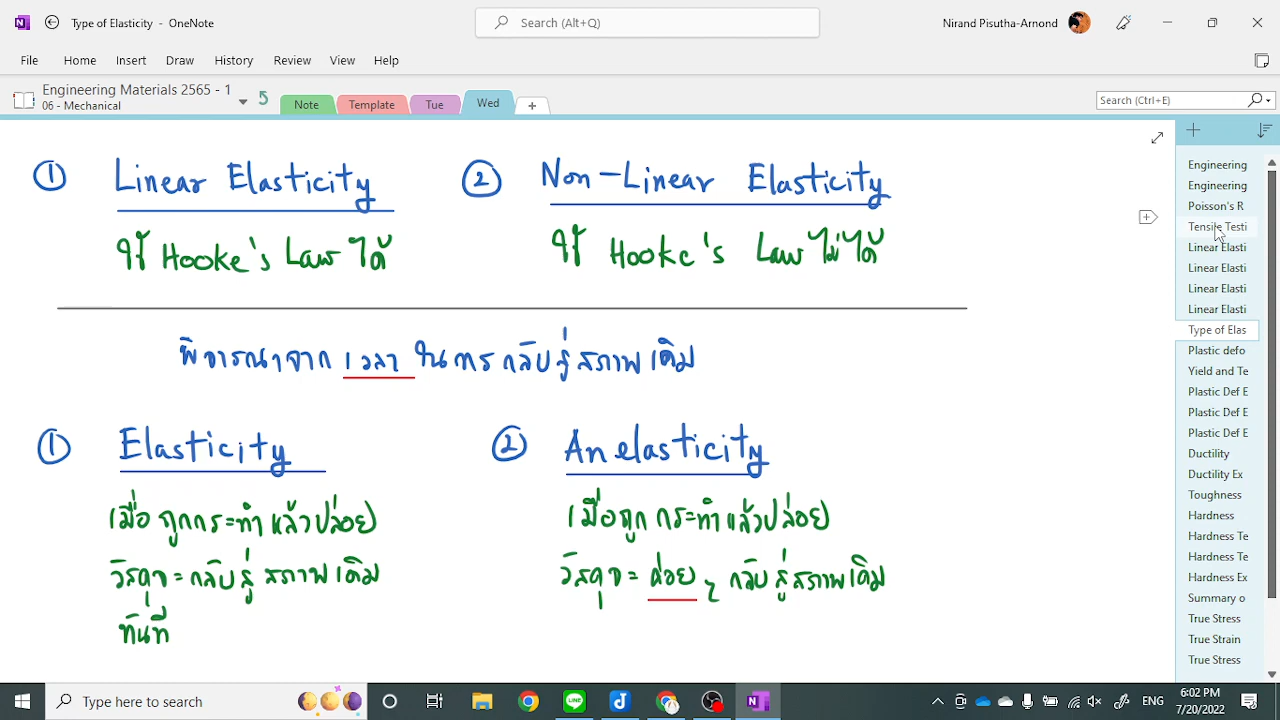 Type of Elasticity - OneNote
Search (Alt+Q)
Nirand Pisutha-Arnond
File Home Insert Draw History Review View Help
Engineering Materials 2565 - 1
06 - Mechanical
Note Template Tue Wed
Search (Ctrl+E)
① Linear Elasticity
ใช้ Hooke's Law ได้
② Non-Linear Elasticity
ใช้ Hooke's Law ไม่ได้
พิจารณาจาก เวลา ในการกลับสู่สภาพเดิม
① Elasticity
เมื่อถูกกระทำแล้วปล่อย
วัสดุจะกลับสู่สภาพเดิม
ทันที
② Anelasticity
เมื่อถูกกระทำแล้วปล่อย
วัสดุจะค่อยๆ กลับสู่สภาพเดิม
Engineering
Engineering
Poisson's R
Tensile Testi
Linear Elasti
Linear Elasti
Linear Elasti
Linear Elasti
Type of Elas
Plastic defo
Yield and Te
Plastic Def E
Plastic Def E
Plastic Def E
Ductility
Ductility Ex
Toughness
Hardness
Hardness Te
Hardness Te
Hardness Ex
Summary o
True Stress
True Strain
True Stress
Type here to search
ENG
6:02 PM
7/20/2022